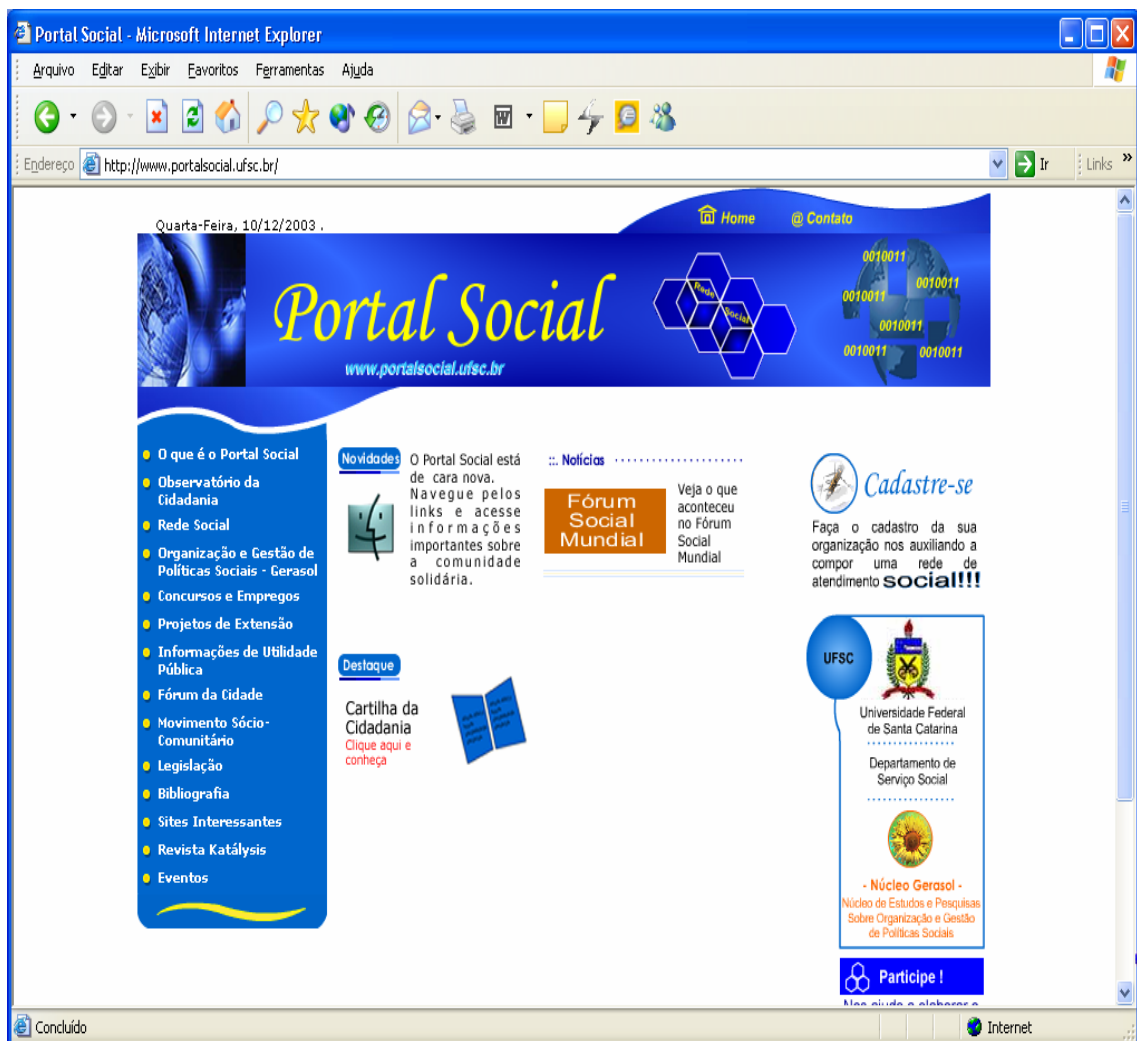 Portal Social - Microsoft Internet Explorer
Arquivo Editar Exibir Favoritos Ferramentas Ajuda
Endereço http://www.portalsocial.ufsc.br/ Ir Links »
Quarta-Feira, 10/12/2003 .
Home @ Contato
Portal Social
www.portalsocial.ufsc.br
Rede
Social
0010011
0010011
0010011
0010011
0010011
0010011
O que é o Portal Social
Observatório da
Cidadania
Rede Social
Organização e Gestão de
Políticas Sociais - Gerasol
Concursos e Empregos
Projetos de Extensão
Informações de Utilidade
Pública
Fórum da Cidade
Movimento Sócio-
Comunitário
Legislação
Bibliografia
Sites Interessantes
Revista Katálysis
Eventos
Novidades
O Portal Social está
de cara nova.
Navegue pelos
links e acesse
informações
importantes sobre
a comunidade
solidária.
::. Notícias
Fórum
Social
Mundial
Veja o que
aconteceu
no Fórum
Social
Mundial
Destaque
Cartilha da
Cidadania
Clique aqui e
conheça
Cadastre-se
Faça o cadastro da sua
organização nos auxiliando a
compor uma rede de
atendimento social!!!
UFSC
Universidade Federal
de Santa Catarina
Departamento de
Serviço Social
- Núcleo Gerasol -
Núcleo de Estudos e Pesquisas
Sobre Organização e Gestão
de Políticas Sociais
Participe !
Concluído Internet